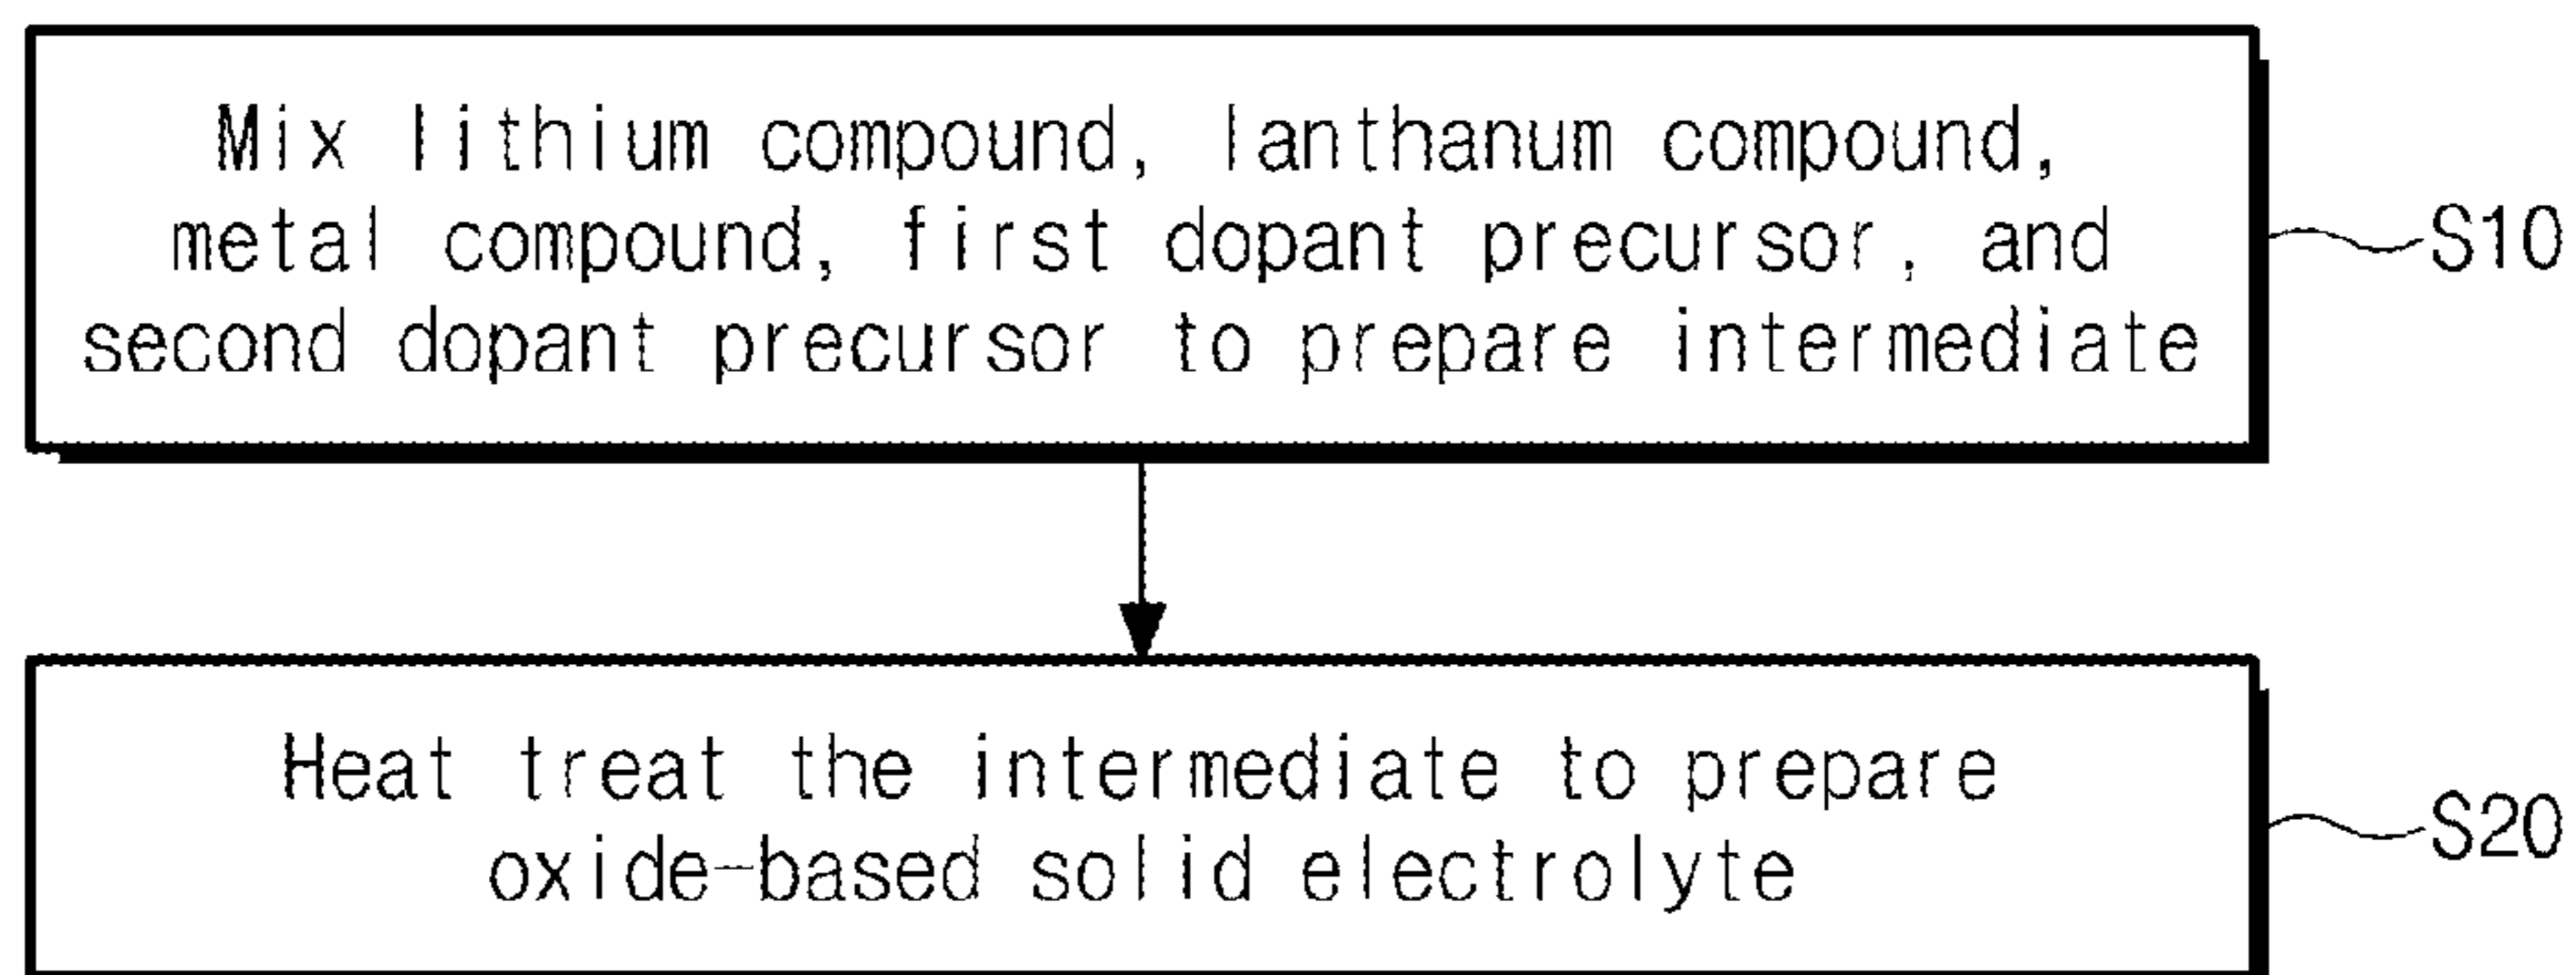 Mix lithium compound, lanthanum compound,
metal compound, first dopant precursor, and
second dopant precursor to prepare intermediate
S10
Heat treat the intermediate to prepare
oxide-based solid electrolyte
S20